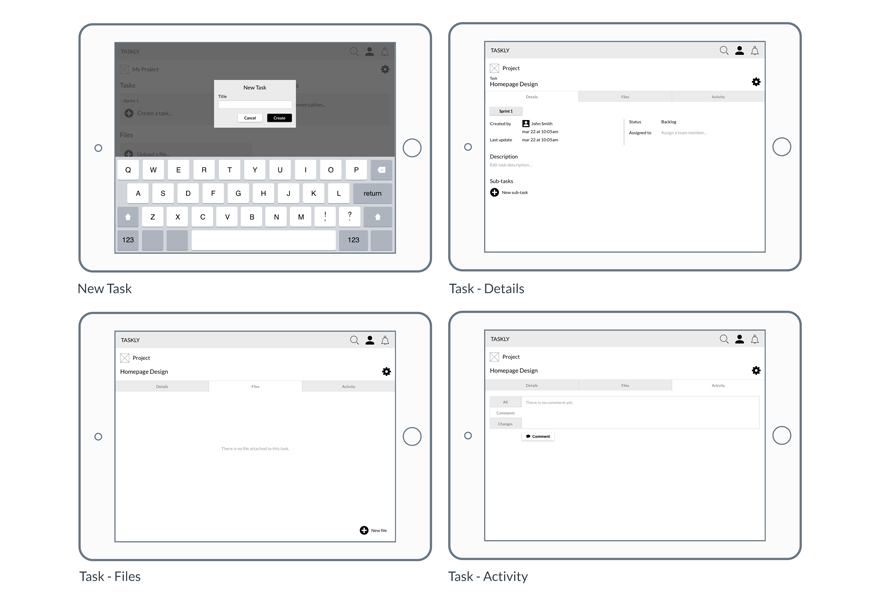 TASKLY
My Project
Tasks
Sprint 1
Create a task...
Files
New Task
Title
Cancel Create
Q W E R T Y U I O P
A S D F G H J K L return
Z X C V B N M ! , ? .
123 123
New Task
TASKLY
Project
Task
Homepage Design
Details Files Activity
Sprint 1
Created by John Smith
mar 22 at 10:05am
Last update mar 22 at 10:05am
Status Backlog
Assigned to Assign a team member...
Description
Edit task description...
Sub-tasks
New sub-task
Task - Details
TASKLY
Project
Homepage Design
Details Files Activity
There is no file attached to this task.
New file
Task - Files
TASKLY
Project
Homepage Design
Details Files Activity
All
Comments
Changes
There is no comment yet.
Comment
Task - Activity